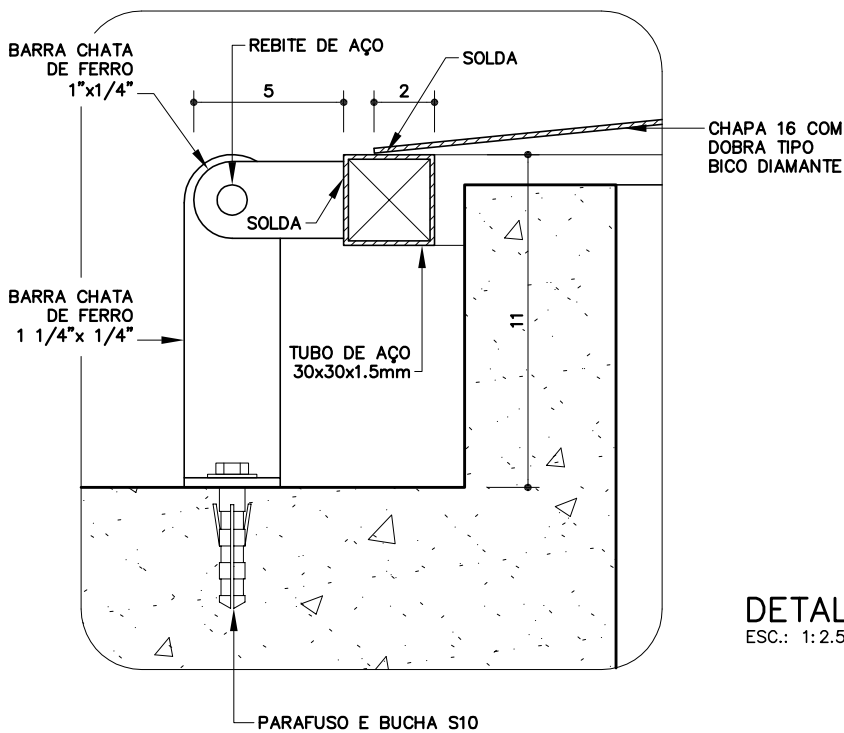 BARRA CHATA
DE FERRO
1"x1/4"
REBITE DE AÇO
SOLDA
5
2
CHAPA 16 COM
DOBRA TIPO
BICO DIAMANTE
SOLDA
BARRA CHATA
DE FERRO
1 1/4"x 1/4"
TUBO DE AÇO
30x30x1.5mm
11
DETAL
ESC.: 1:2.5
PARAFUSO E BUCHA S10